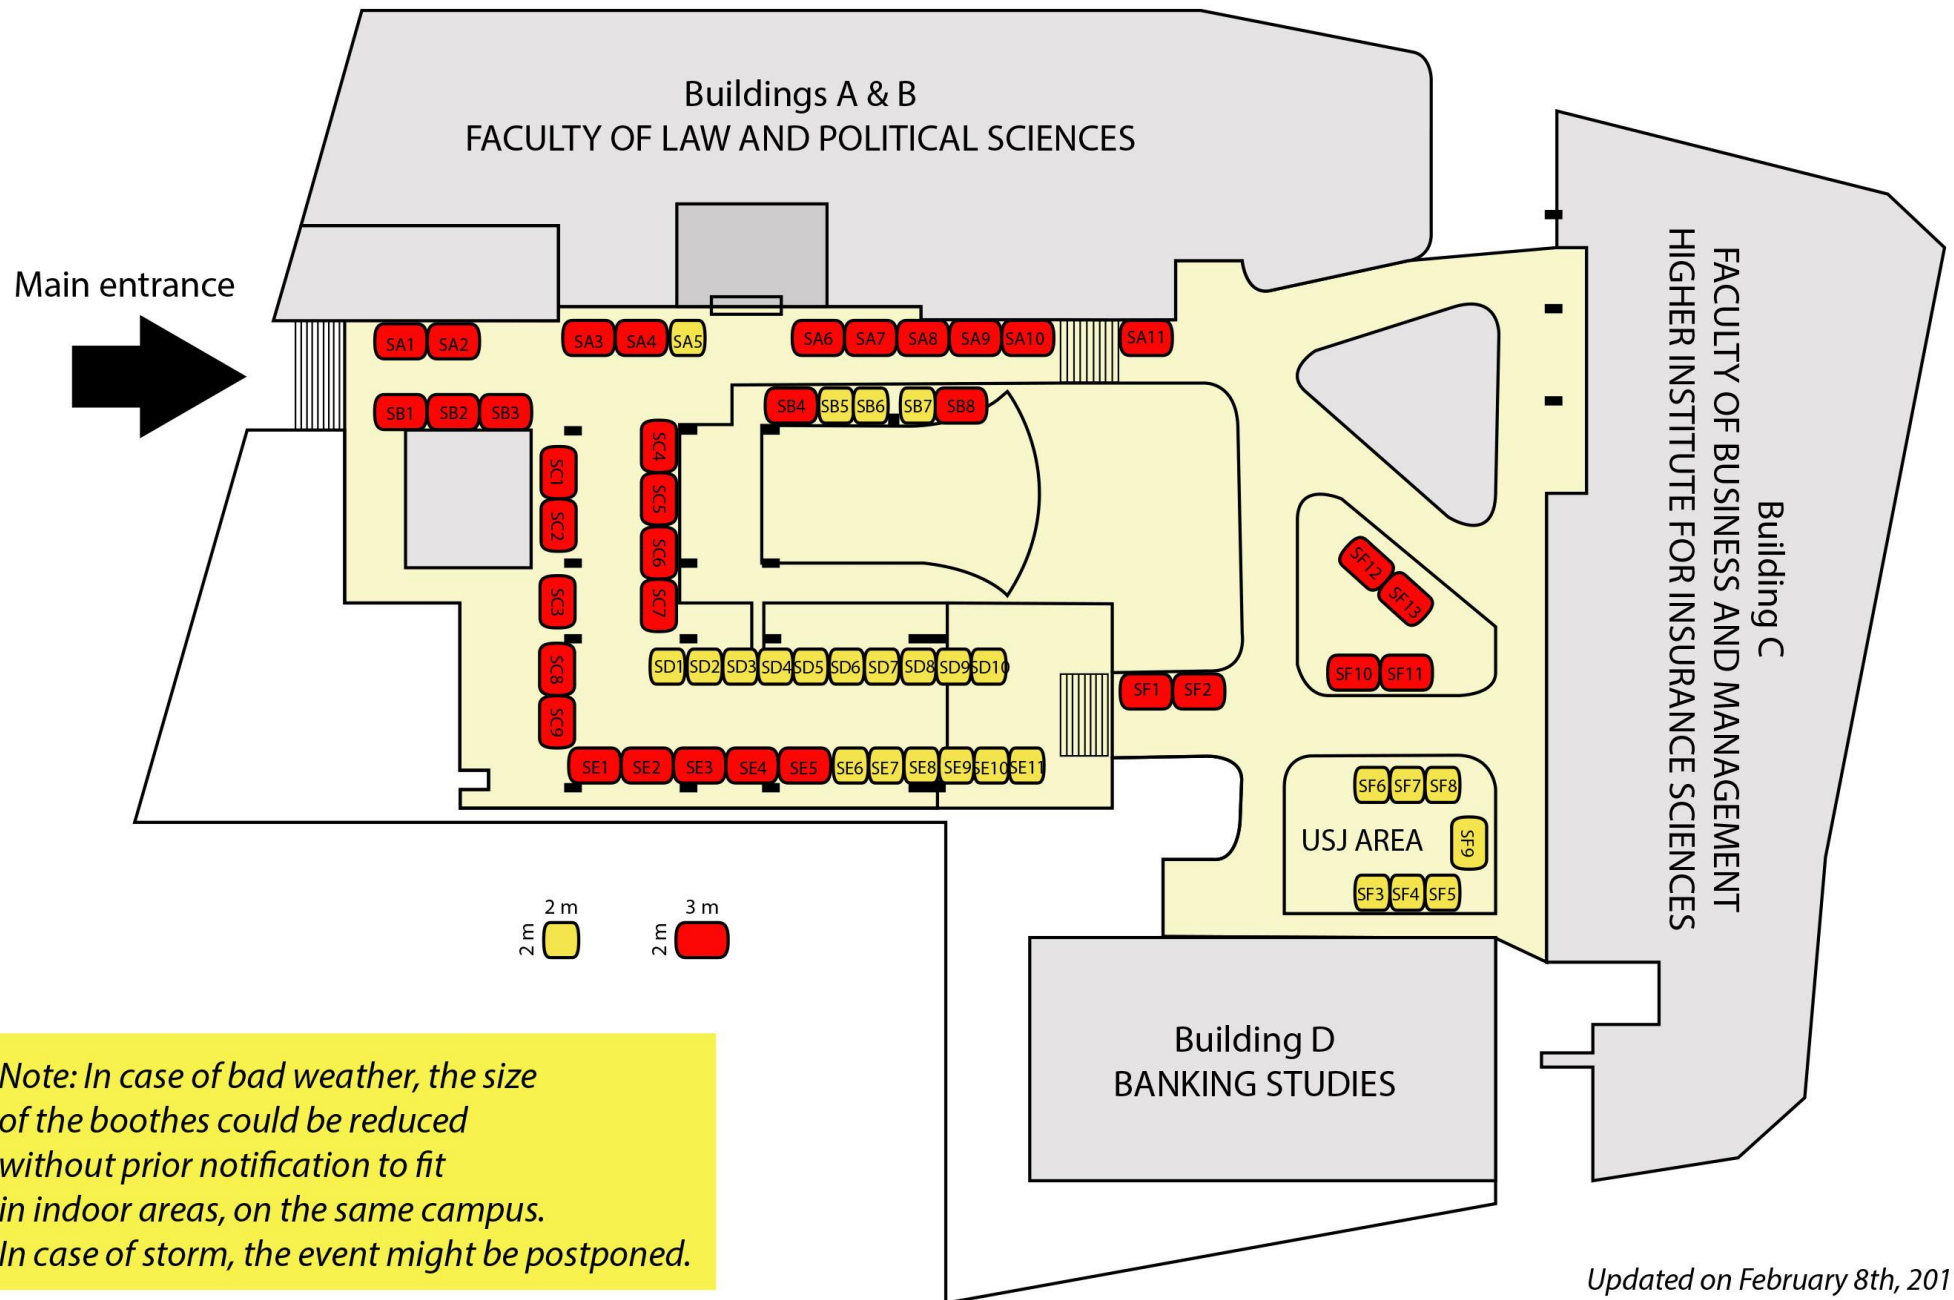 Buildings A & B
FACULTY OF LAW AND POLITICAL SCIENCES
Main entrance
SA1 SA2 SA3 SA4 SA5 SA6 SA7 SA8 SA9 SA10 SA11
SB1 SB2 SB3 SB4 SB5 SB6 SB7 SB8
SC1
SC2
SC3
SC4
SC5
SC6
SC7
SC8
SC9
SD1 SD2 SD3 SD4 SD5 SD6 SD7 SD8 SD9 SD10
SE1 SE2 SE3 SE4 SE5 SE6 SE7 SE8 SE9 SE10 SE11
SF1 SF2
SF12
SF13
SF10 SF11
SF6 SF7 SF8
USJ AREA
SF9
SF3 SF4 SF5
Building C
FACULTY OF BUSINESS AND MANAGEMENT
HIGHER INSTITUTE FOR INSURANCE SCIENCES
2 m
2 m
3 m
2 m
Building D
BANKING STUDIES
Note: In case of bad weather, the size
of the boothes could be reduced
without prior notification to fit
in indoor areas, on the same campus.
In case of storm, the event might be postponed.
Updated on February 8th, 201